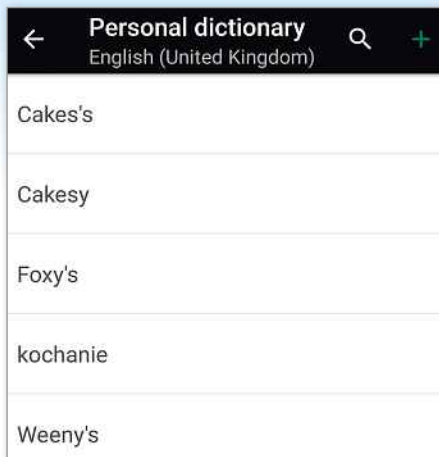 Personal dictionary
English (United Kingdom)
Cakes's
Cakesy
Foxy's
kochanie
Weeny's